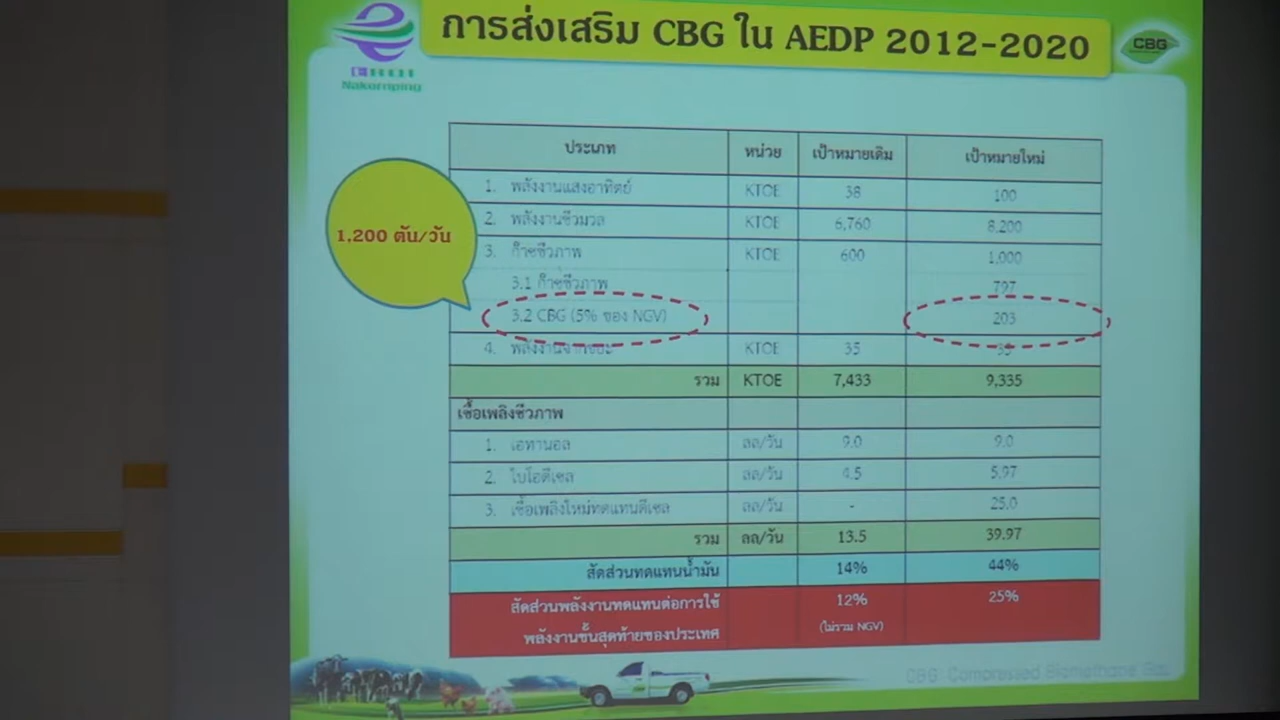 การส่งเสริม CBG ใน AEDP 2012-2020
CBG
Nakornping
ประเภท หน่วย เป้าหมายเดิม เป้าหมายใหม่
1. พลังงานแสงอาทิตย์ KTOE 38 100
2. พลังงานชีวมวล KTOE 6,760 8,200
1,200 ตัน/วัน
3. ก๊าซชีวภาพ KTOE 600 1,000
3.1 ก๊าซชีวภาพ 797
3.2 CBG (5% ของ NGV) 203
4. พลังงานจากขยะ KTOE 35 35
รวม KTOE 7,433 9,335
เชื้อเพลิงชีวภาพ
1. เอทานอล ลล/วัน 9.0 9.0
2. ไบโอดีเซล ลล/วัน 4.5 5.97
3. เชื้อเพลิงใหม่ทดแทนดีเซล ลล/วัน - 25.0
รวม ลล/วัน 13.5 39.97
สัดส่วนทดแทนน้ำมัน 14% 44%
สัดส่วนพลังงานทดแทนต่อการใช้ 12% 25%
พลังงานขั้นสุดท้ายของประเทศ (ไม่รวม NGV)
CBG: Compressed Biomethane Gas